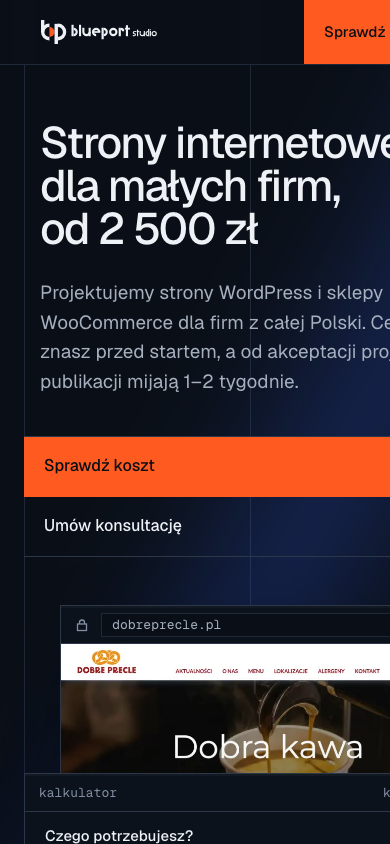 blueport studio
Sprawdź
Strony internetowe
dla małych firm,
od 2 500 zł
Projektujemy strony WordPress i sklepy
WooCommerce dla firm z całej Polski. Ce
znasz przed startem, a od akceptacji proj
publikacji mijają 1–2 tygodnie.
Sprawdź koszt
Umów konsultację
dobreprecle.pl
DOBRE PRECLE
AKTUALNOŚCI O NAS MENU LOKALIZACJE ALERGENY KONTAKT
Dobra kawa
kalkulator k
Czego potrzebujesz?